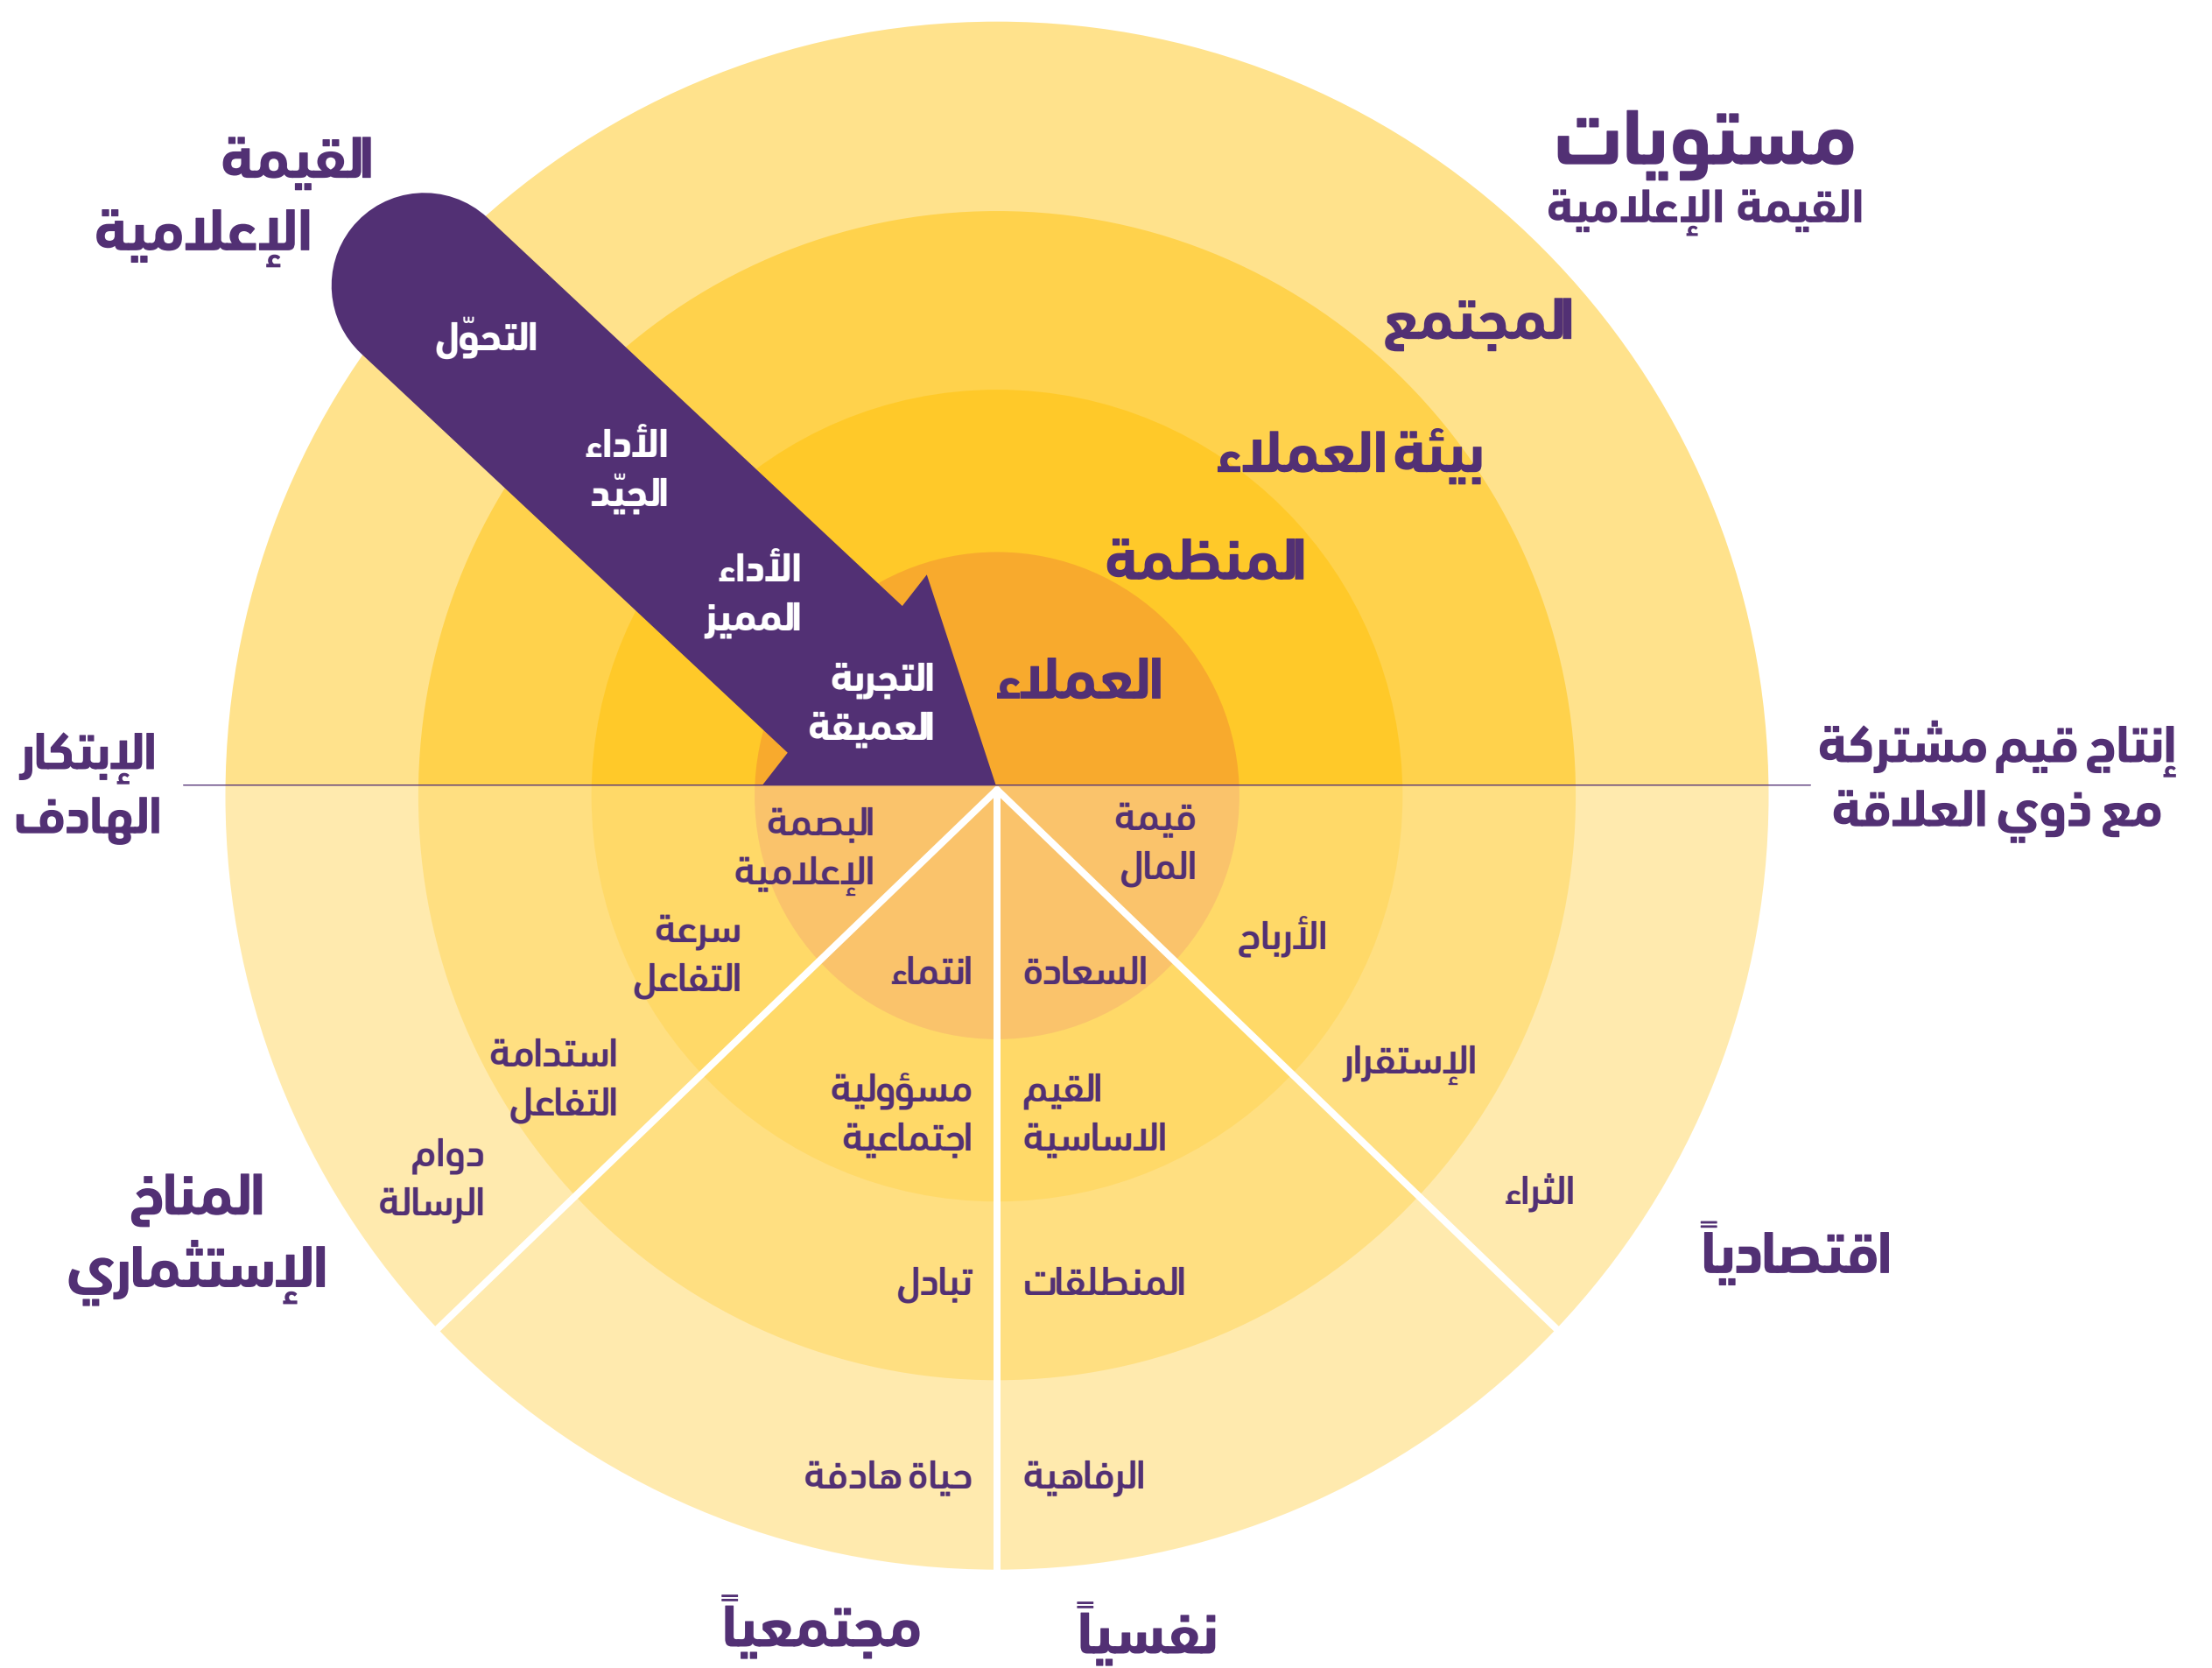 مستويات
القيمة الإعلامية
المجتمع
بيئة العملاء
المنظمة
العملاء
القيمة
الإعلامية
التحوّل
الأداء
الجيّد
الأداء
المميز
التجربة
العميقة
إنتاج قيم مشتركة
مع ذوي العلاقة
الإبتكار
الهادف
قيمة
المال
الأرباح
الإستقرار
الثراء
اقتصادياً
السعادة
القيم
الاساسية
المنطلقات
الرفاهية
نفسياً
انتماء
مسؤولية
اجتماعية
تبادل
حياة هادفة
مجتمعياً
البصمة
الإعلامية
سرعة
التفاعل
استدامة
التفاعل
دوام
الرسالة
المناخ
الإستثماري